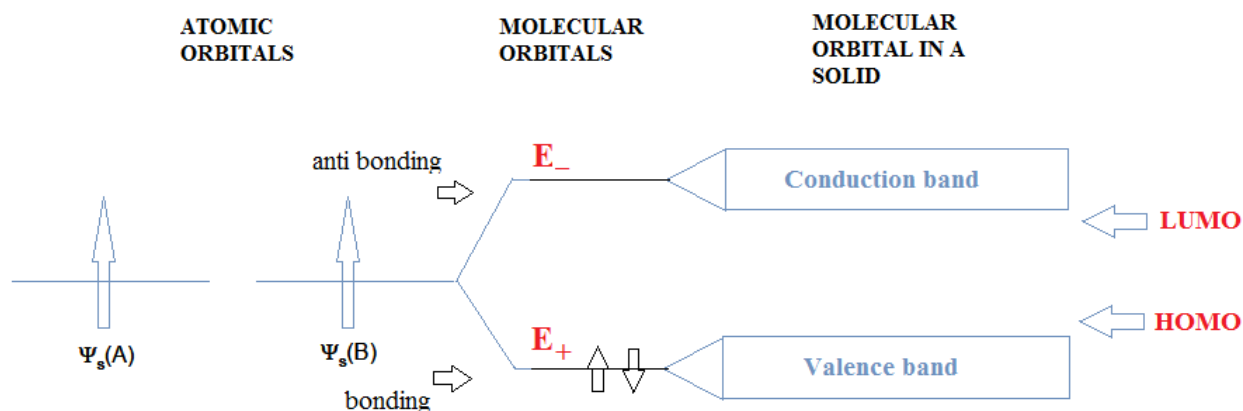 ATOMIC
ORBITALS
MOLECULAR
ORBITALS
MOLECULAR
ORBITAL IN A
SOLID
anti bonding
E₋
Conduction band
LUMO
Ψₛ(A)
Ψₛ(B)
HOMO
E₊
Valence band
bonding